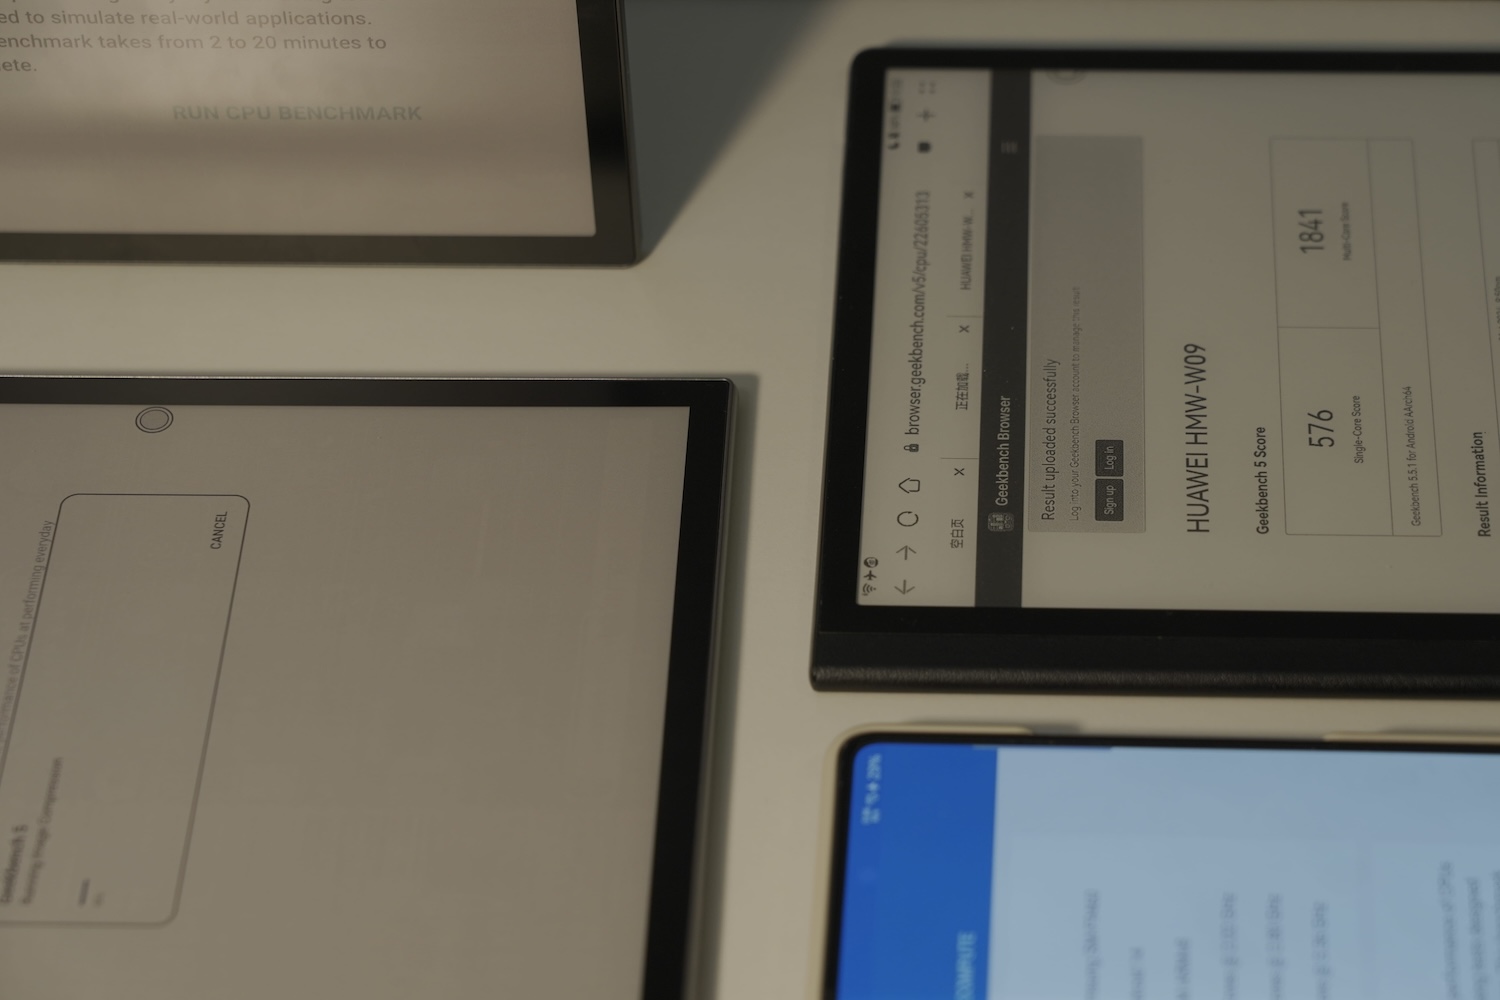 ed to simulate real-world applications.
enchmark takes from 2 to 20 minutes to
ete.
RUN CPU BENCHMARK
performance of CPUs at performing everyday
Geekbench 5
Running Image Compression
CANCEL
browser.geekbench.com/v5/cpu/22605313
空白页 X
正在加载... X
HUAWEI HMW-W... X
Geekbench Browser
Result uploaded successfully
Log into your Geekbench Browser account to manage this result
Sign up
Log in
HUAWEI HMW-W09
Geekbench 5 Score
576
Single-Core Score
1841
Multi-Core Score
Geekbench 5.5.1 for Android AArch64
Result Information
29%
COMPUTE